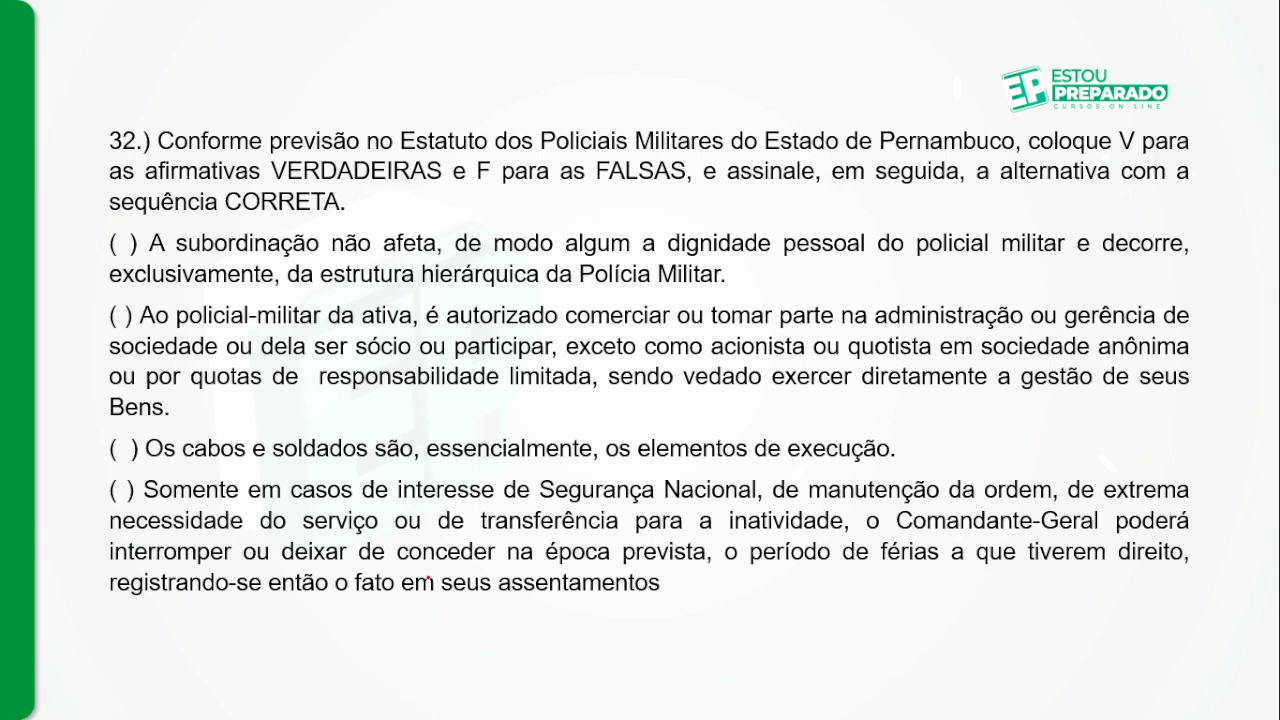 ESTOU
PREPARADO
CURSOS ON-LINE
32.) Conforme previsão no Estatuto dos Policiais Militares do Estado de Pernambuco, coloque V para
as afirmativas VERDADEIRAS e F para as FALSAS, e assinale, em seguida, a alternativa com a
sequência CORRETA.
( ) A subordinação não afeta, de modo algum a dignidade pessoal do policial militar e decorre,
exclusivamente, da estrutura hierárquica da Polícia Militar.
( ) Ao policial-militar da ativa, é autorizado comerciar ou tomar parte na administração ou gerência de
sociedade ou dela ser sócio ou participar, exceto como acionista ou quotista em sociedade anônima
ou por quotas de responsabilidade limitada, sendo vedado exercer diretamente a gestão de seus
Bens.
( ) Os cabos e soldados são, essencialmente, os elementos de execução.
( ) Somente em casos de interesse de Segurança Nacional, de manutenção da ordem, de extrema
necessidade do serviço ou de transferência para a inatividade, o Comandante-Geral poderá
interromper ou deixar de conceder na época prevista, o período de férias a que tiverem direito,
registrando-se então o fato em seus assentamentos